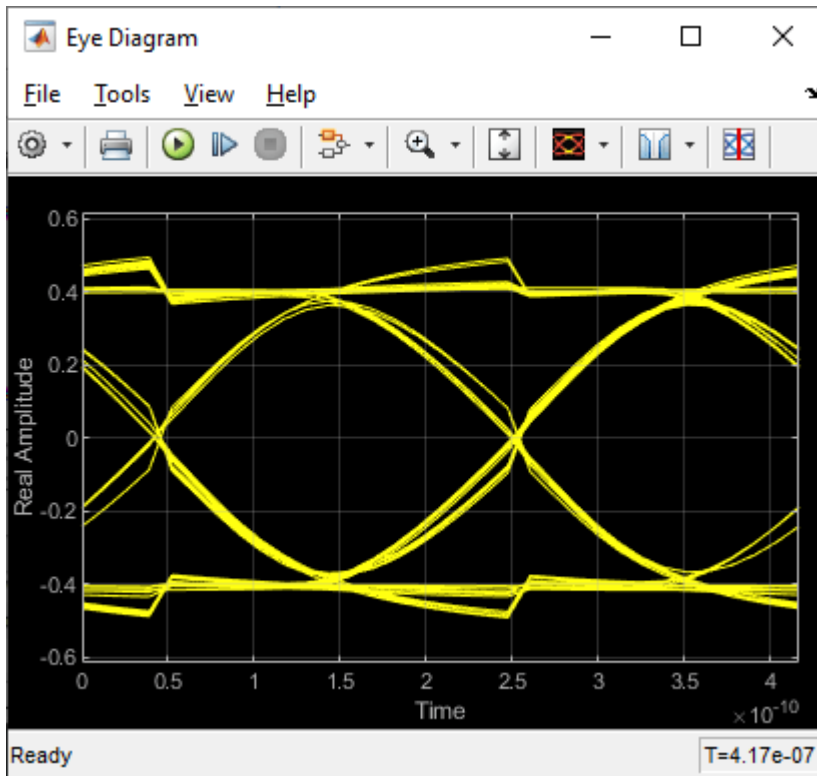 Eye Diagram
File Tools View Help
Real Amplitude
0.6
0.4
0.2
0
-0.2
-0.4
-0.6
0 0.5 1 1.5 2 2.5 3 3.5 4
Time
×10-10
Ready T=4.17e-07